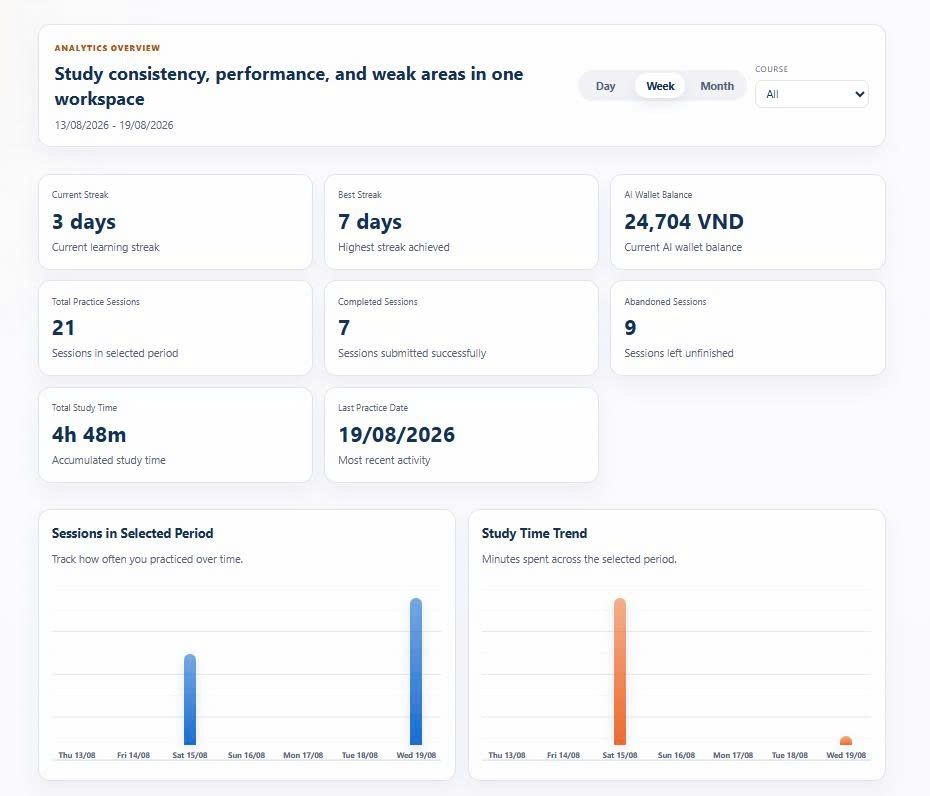 ANALYTICS OVERVIEW
Study consistency, performance, and weak areas in one
workspace
13/08/2026 - 19/08/2026
Day Week Month
COURSE
All
Current Streak
3 days
Current learning streak
Best Streak
7 days
Highest streak achieved
AI Wallet Balance
24,704 VND
Current AI wallet balance
Total Practice Sessions
21
Sessions in selected period
Completed Sessions
7
Sessions submitted successfully
Abandoned Sessions
9
Sessions left unfinished
Total Study Time
4h 48m
Accumulated study time
Last Practice Date
19/08/2026
Most recent activity
Sessions in Selected Period
Track how often you practiced over time.
Thu 13/08 Fri 14/08 Sat 15/08 Sun 16/08 Mon 17/08 Tue 18/08 Wed 19/08
Study Time Trend
Minutes spent across the selected period.
Thu 13/08 Fri 14/08 Sat 15/08 Sun 16/08 Mon 17/08 Tue 18/08 Wed 19/08